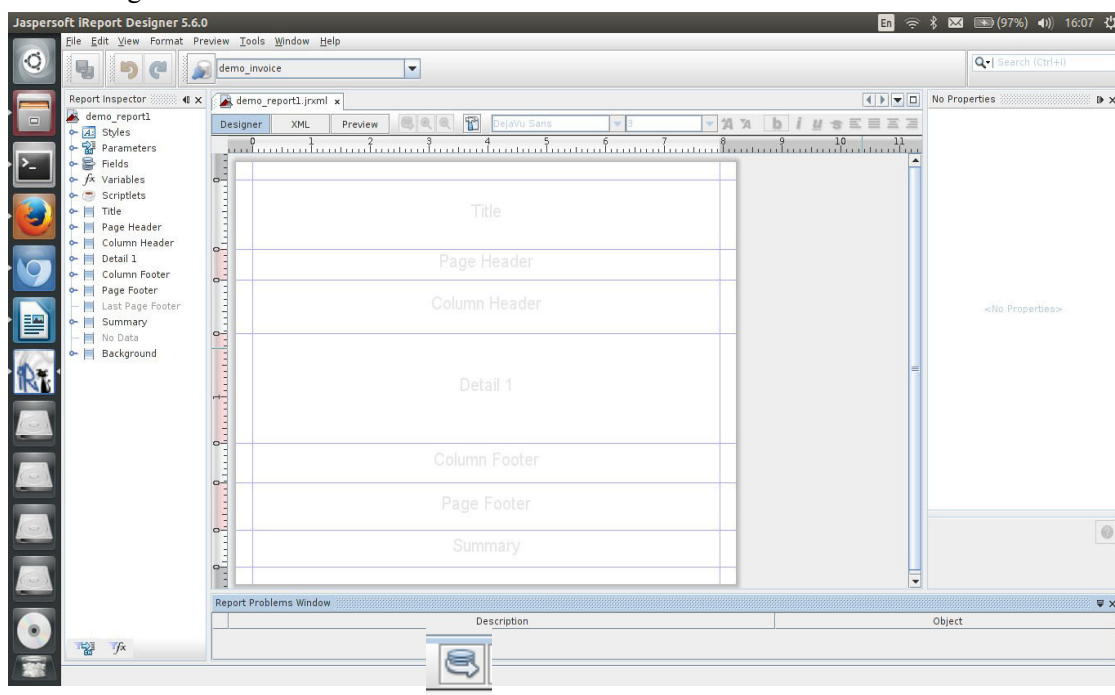 Jaspersoft iReport Designer 5.6.0 En (97%) 16:07
File Edit View Format Preview Tools Window Help
demo_invoice
Search (Ctrl+I)
Report Inspector
demo_report1
Styles
Parameters
Fields
fx Variables
Scriptlets
Title
Page Header
Column Header
Detail 1
Column Footer
Page Footer
Last Page Footer
Summary
No Data
Background
fx
demo_report1.jrxml
Designer XML Preview DejaVu Sans 3 A A b i u s
0 1 2 3 4 5 6 7 8 9 10 11
Title
Page Header
Column Header
Detail 1
Column Footer
Page Footer
Summary
No Properties
<No Properties>
Report Problems Window
Description Object